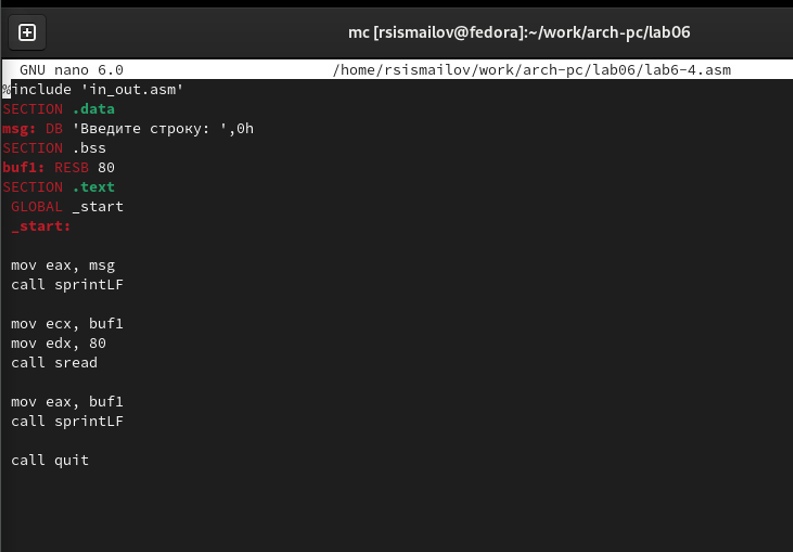 mc [rsismailov@fedora]:~/work/arch-pc/lab06
GNU nano 6.0 /home/rsismailov/work/arch-pc/lab06/lab6-4.asm
%include 'in_out.asm'
SECTION .data
msg: DB 'Введите строку: ',0h
SECTION .bss
buf1: RESB 80
SECTION .text
GLOBAL _start
_start:
mov eax, msg
call sprintLF
mov ecx, buf1
mov edx, 80
call sread
mov eax, buf1
call sprintLF
call quit